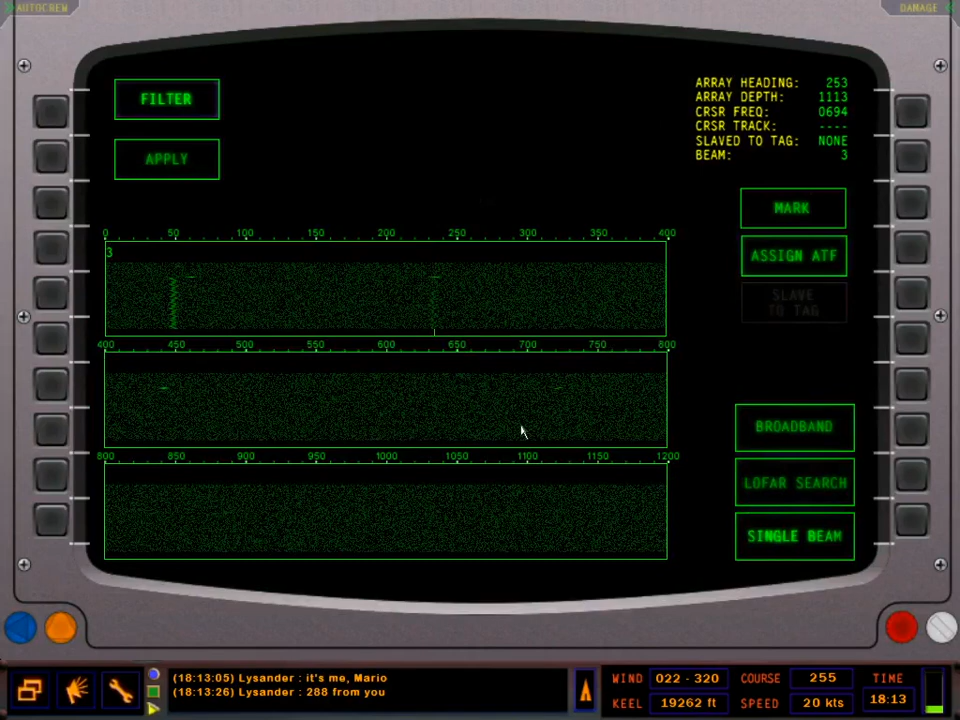 AUTOCREW
DAMAGE
FILTER
APPLY
ARRAY HEADING: 253
ARRAY DEPTH: 1113
CRSR FREQ: 0694
CRSR TRACK: ----
SLAVED TO TAG: NONE
BEAM: 3
MARK
ASSIGN ATF
SLAVE
TO TAG
0 50 100 150 200 250 300 350 400
3
400 450 500 550 600 650 700 750 800
BROADBAND
800 850 900 950 1000 1050 1100 1150 1200
LOFAR SEARCH
SINGLE BEAM
(18:13:05) Lysander : it's me, Mario
(18:13:26) Lysander : 288 from you
WIND 022 - 320 COURSE 255 TIME
KEEL 19262 ft SPEED 20 kts 18:13